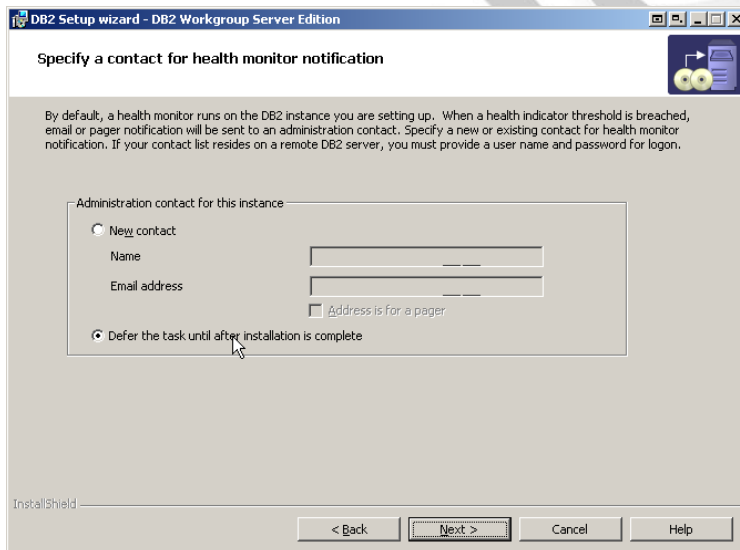 DB2 Setup wizard - DB2 Workgroup Server Edition
Specify a contact for health monitor notification
By default, a health monitor runs on the DB2 instance you are setting up. When a health indicator threshold is breached,
email or pager notification will be sent to an administration contact. Specify a new or existing contact for health monitor
notification. If your contact list resides on a remote DB2 server, you must provide a user name and password for logon.
Administration contact for this instance
New contact
Name
Email address
Address is for a pager
Defer the task until after installation is complete
InstallShield
< Back
Next >
Cancel
Help